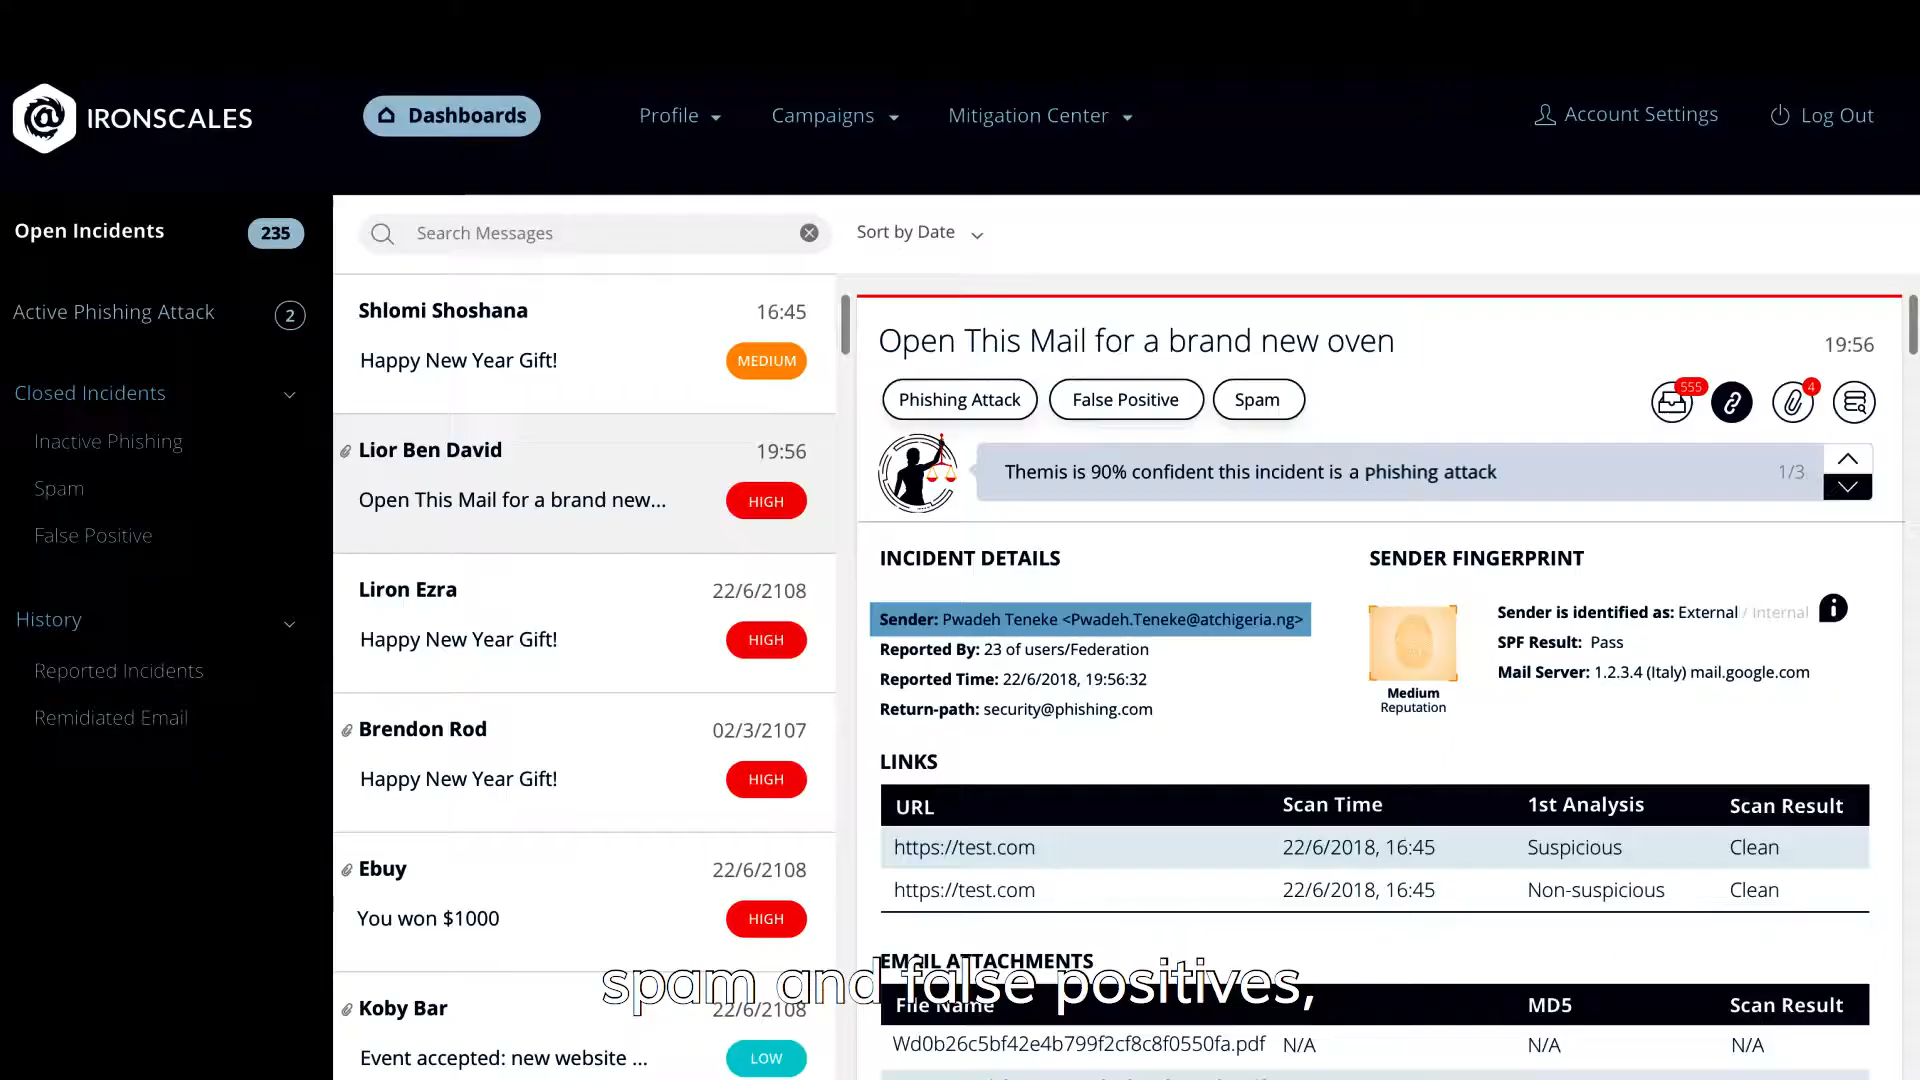 IRONSCALES
Dashboards
Profile
Campaigns
Mitigation Center
Account Settings
Log Out
Open Incidents 235
Active Phishing Attack 2
Closed Incidents
Inactive Phishing
Spam
False Positive
History
Reported Incidents
Remidiated Email
Search Messages
Sort by Date
Shlomi Shoshana 16:45
Happy New Year Gift! MEDIUM
Lior Ben David 19:56
Open This Mail for a brand new... HIGH
Liron Ezra 22/6/2108
Happy New Year Gift! HIGH
Brendon Rod 02/3/2107
Happy New Year Gift! HIGH
Ebuy 22/6/2108
You won $1000 HIGH
Koby Bar 22/6/2108
Event accepted: new website ... LOW
Open This Mail for a brand new oven 19:56
Phishing Attack False Positive Spam 555 4
Themis is 90% confident this incident is a Phishing attack 1/3
INCIDENT DETAILS
Sender: Pwadeh Teneke <Pwadeh.Teneke@atchigeria.ng>
Reported By: 23 of users/Federation
Reported Time: 22/6/2018, 19:56:32
Return-path: security@phishing.com
SENDER FINGERPRINT
Medium
Reputation
Sender is identified as: External / Internal
SPF Result: Pass
Mail Server: 1.2.3.4 (Italy) mail.google.com
LINKS
URL Scan Time 1st Analysis Scan Result
https://test.com 22/6/2018, 16:45 Suspicious Clean
https://test.com 22/6/2018, 16:45 Non-suspicious Clean
EMAIL ATTACHMENTS
File Name MD5 Scan Result
Wd0b26c5bf42e4b799f2cf8c8f0550fa.pdf N/A N/A N/A
spam and false positives,